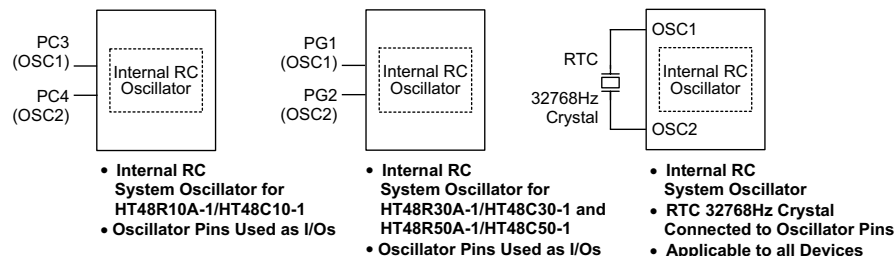 PC3
(OSC1)
PC4
(OSC2)
Internal RC
Oscillator
• Internal RC
System Oscillator for
HT48R10A-1/HT48C10-1
• Oscillator Pins Used as I/Os
PG1
(OSC1)
PG2
(OSC2)
Internal RC
Oscillator
• Internal RC
System Oscillator for
HT48R30A-1/HT48C30-1 and
HT48R50A-1/HT48C50-1
• Oscillator Pins Used as I/Os
RTC
32768Hz
Crystal
OSC1
Internal RC
Oscillator
OSC2
• Internal RC
System Oscillator
• RTC 32768Hz Crystal
Connected to Oscillator Pins
• Applicable to all Devices